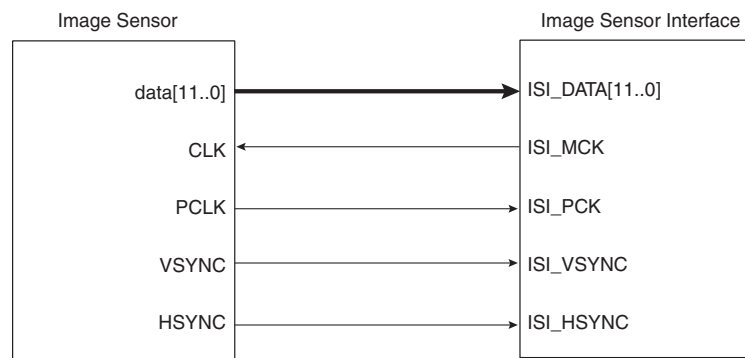 Image Sensor
Image Sensor Interface
data[11..0]
ISI_DATA[11..0]
CLK
ISI_MCK
PCLK
ISI_PCK
VSYNC
ISI_VSYNC
HSYNC
ISI_HSYNC